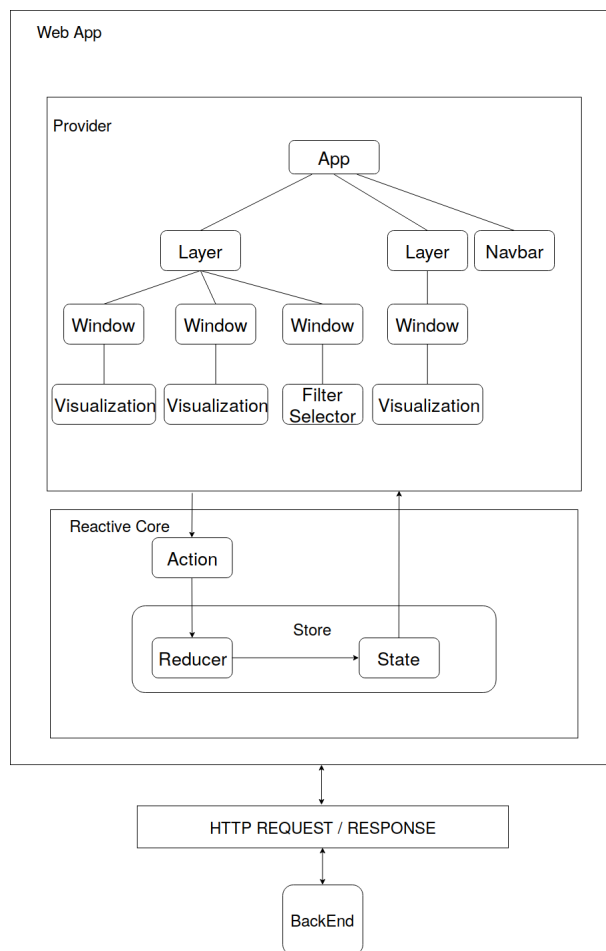 Web App
Provider
App
Layer
Layer
Navbar
Window
Window
Window
Window
Visualization
Visualization
Filter
Selector
Visualization
Reactive Core
Action
Store
Reducer
State
HTTP REQUEST / RESPONSE
BackEnd